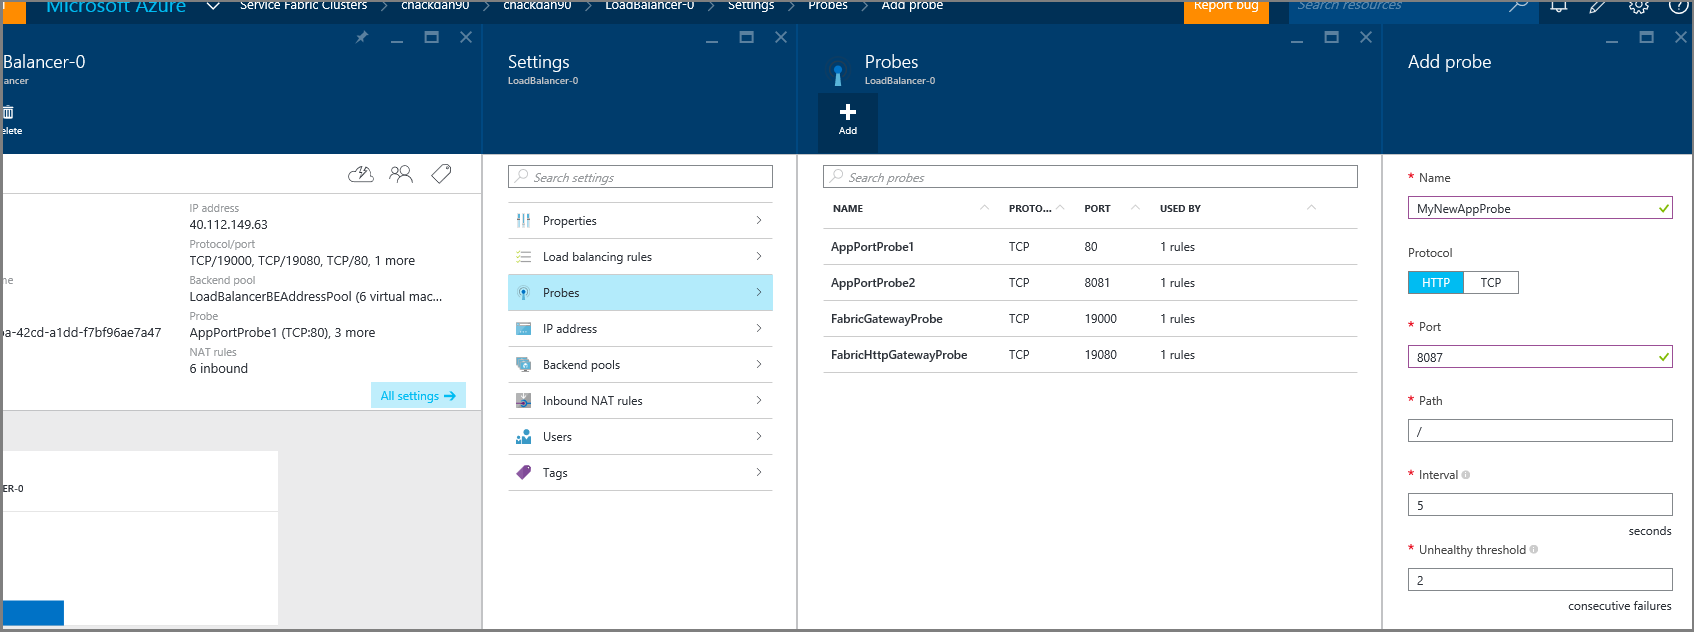 Microsoft Azure
Service Fabric Clusters
chackdan90
chackdan90
LoadBalancer-0
Settings
Probes
Add probe
Report bug
Search resources
Balancer-0
ancer
elete
IP address
40.112.149.63
Protocol/port
TCP/19000, TCP/19080, TCP/80, 1 more
me
Backend pool
LoadBalancerBEAddressPool (6 virtual mac...
Probe
a-42cd-a1dd-f7bf96ae7a47
AppPortProbe1 (TCP:80), 3 more
NAT rules
6 inbound
All settings
ER-0
Settings
LoadBalancer-0
Search settings
Properties
Load balancing rules
Probes
IP address
Backend pools
Inbound NAT rules
Users
Tags
Probes
LoadBalancer-0
Add
Search probes
NAME PROTO... PORT USED BY
AppPortProbe1 TCP 80 1 rules
AppPortProbe2 TCP 8081 1 rules
FabricGatewayProbe TCP 19000 1 rules
FabricHttpGatewayProbe TCP 19080 1 rules
Add probe
* Name
MyNewAppProbe
Protocol
HTTP TCP
* Port
8087
* Path
/
* Interval
5
seconds
* Unhealthy threshold
2
consecutive failures